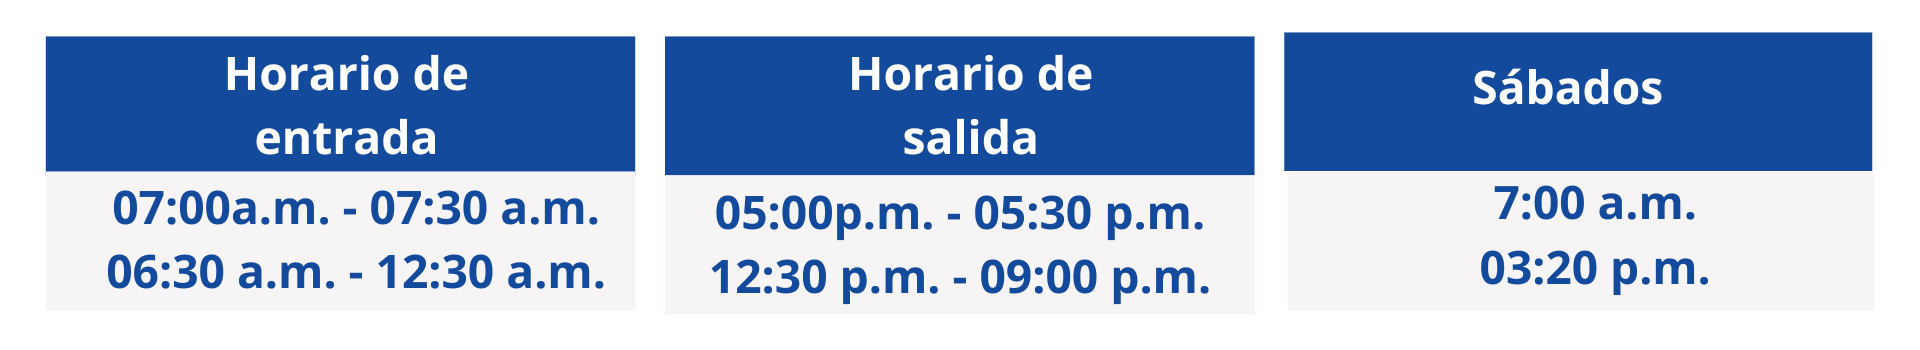 Horario de
entrada
07:00a.m. - 07:30 a.m.
06:30 a.m. - 12:30 a.m.
Horario de
salida
05:00p.m. - 05:30 p.m.
12:30 p.m. - 09:00 p.m.
Sábados
7:00 a.m.
03:20 p.m.